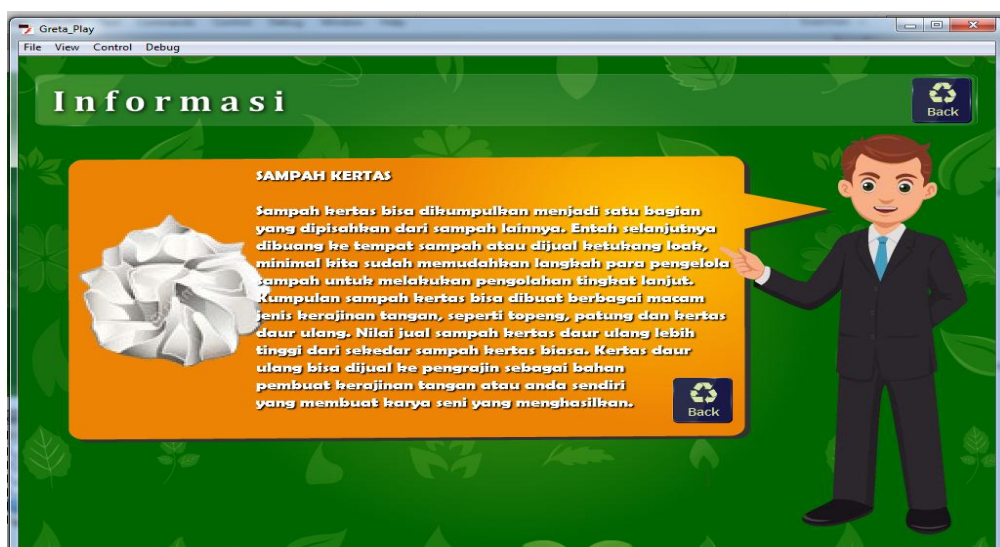 Greta_Play
File View Control Debug
Informasi
Back
SAMPAH KERTAS
Sampah kertas bisa dikumpulkan menjadi satu bagian
yang dipisahkan dari sampah lainnya. Entah selanjutnya
dibuang ke tempat sampah atau dijual ketukang loak,
minimal kita sudah memudahkan langkah para pengelola
sampah untuk melakukan pengolahan tingkat lanjut.
Kumpulan sampah kertas bisa dibuat berbagai macam
jenis kerajinan tangan, seperti topeng, patung dan kertas
daur ulang. Nilai jual sampah kertas daur ulang lebih
tinggi dari sekedar sampah kertas biasa. Kertas daur
ulang bisa dijual ke pengrajin sebagai bahan
pembuat kerajinan tangan atau anda sendiri
yang membuat karya seni yang menghasilkan.
Back